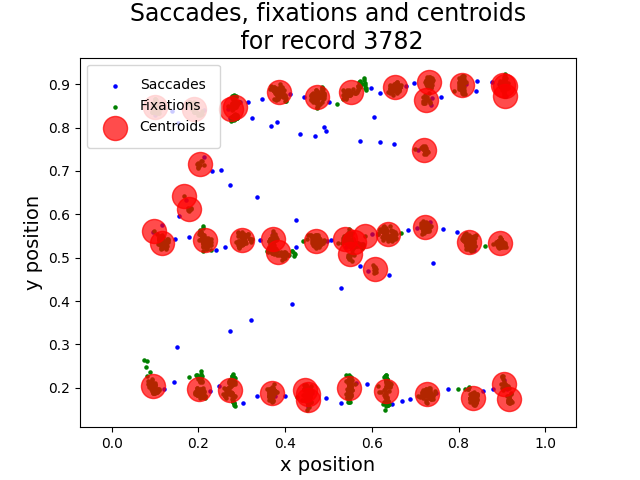 Saccades, fixations and centroids
for record 3782
Saccades
Fixations
Centroids
y position
0.9
0.8
0.7
0.6
0.5
0.4
0.3
0.2
0.0 0.2 0.4 0.6 0.8 1.0
x position